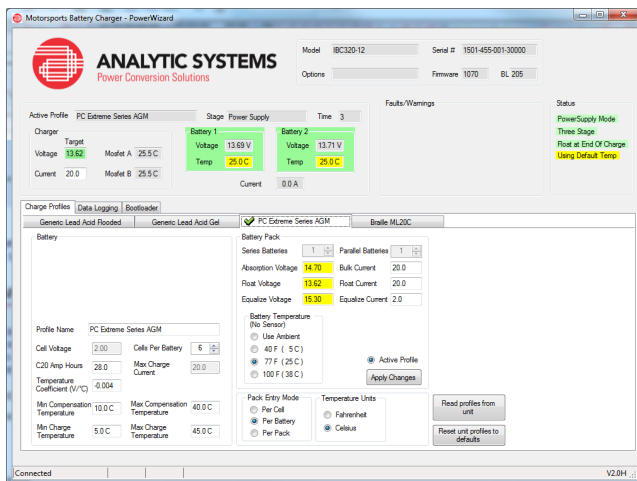 Motorsports Battery Charger - PowerWizard
ANALYTIC SYSTEMS
Power Conversion Solutions
Model IBC320-12 Serial # 1501-455-001-30000
Options Firmware 1070 BL 205
Active Profile PC Extreme Series AGM Stage Power Supply Time 3
Faults/Warnings
Status
PowerSupply Mode
Three Stage
Float at End Of Charge
Using Default Temp
Charger
Target
Voltage 13.62 Mosfet A 25.5 C
Current 20.0 Mosfet B 25.5 C
Battery 1
Voltage 13.69 V
Temp 25.0 C
Battery 2
Voltage 13.71 V
Temp 25.0 C
Current 0.0 A
Charge Profiles Data Logging Bootloader
Generic Lead Acid Flooded Generic Lead Acid Gel PC Extreme Series AGM Braille ML20C
Battery
Profile Name PC Extreme Series AGM
Cell Voltage 2.00 Cells Per Battery 6
C20 Amp Hours 28.0 Max Charge Current 20.0
Temperature Coefficient (V/°C) -0.004
Min Compensation Temperature 10.0 C Max Compensation Temperature 40.0 C
Min Charge Temperature 5.0 C Max Charge Temperature 45.0 C
Battery Pack
Series Batteries 1 Parallel Batteries 1
Absorption Voltage 14.70 Bulk Current 20.0
Float Voltage 13.62 Float Current 20.0
Equalize Voltage 15.30 Equalize Current 2.0
Battery Temperature
(No Sensor)
Use Ambient
40 F ( 5 C )
77 F ( 25 C )
100 F ( 38 C )
Active Profile
Apply Changes
Pack Entry Mode
Per Cell
Per Battery
Per Pack
Temperature Units
Fahrenheit
Celsius
Read profiles from
unit
Reset unit profiles to
defaults
Connected V2.0H